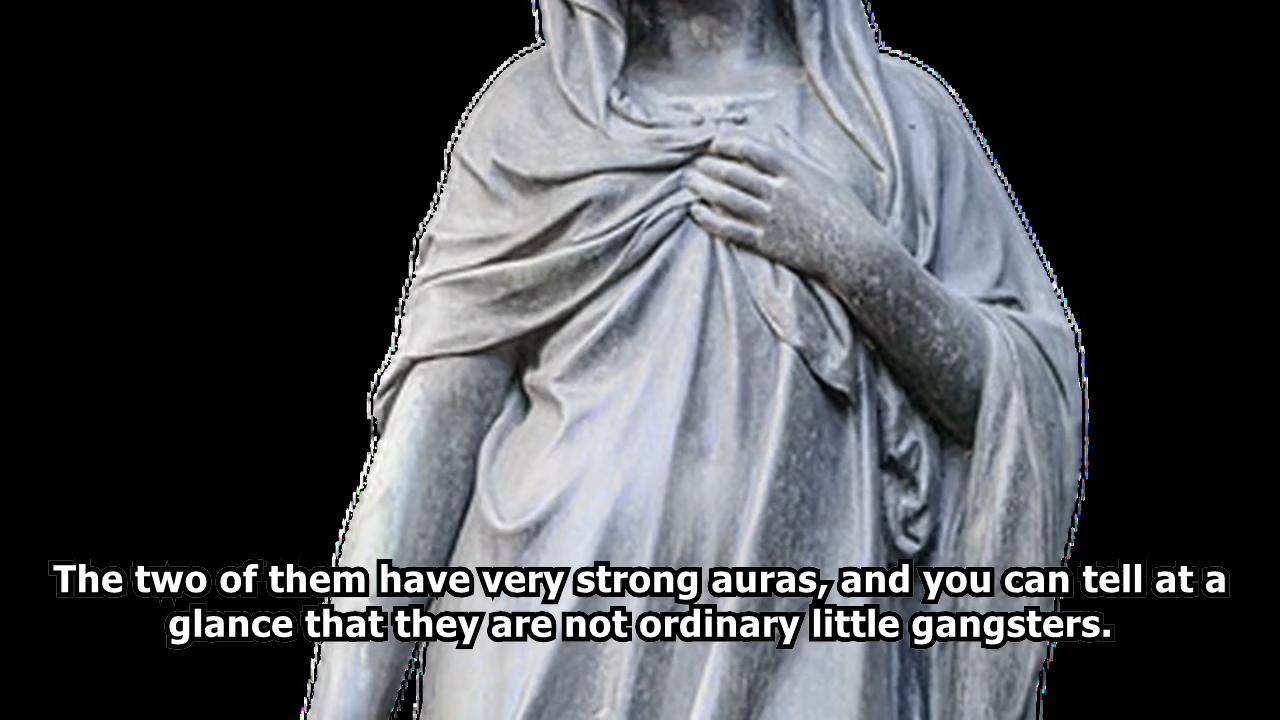 The two of them have very strong auras, and you can tell at a
glance that they are not ordinary little gangsters.